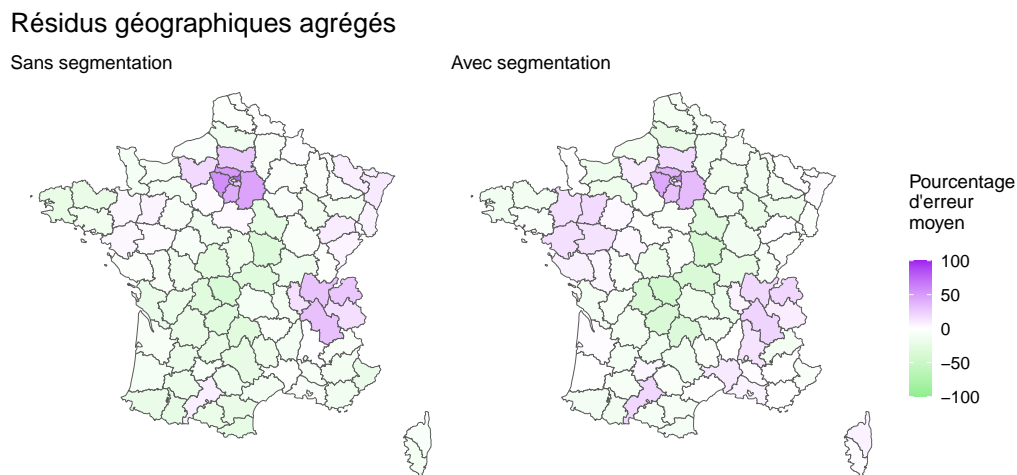 Résidus géographiques agrégés
Sans segmentation
Avec segmentation
Pourcentage
d'erreur
moyen
100
50
0
−50
−100